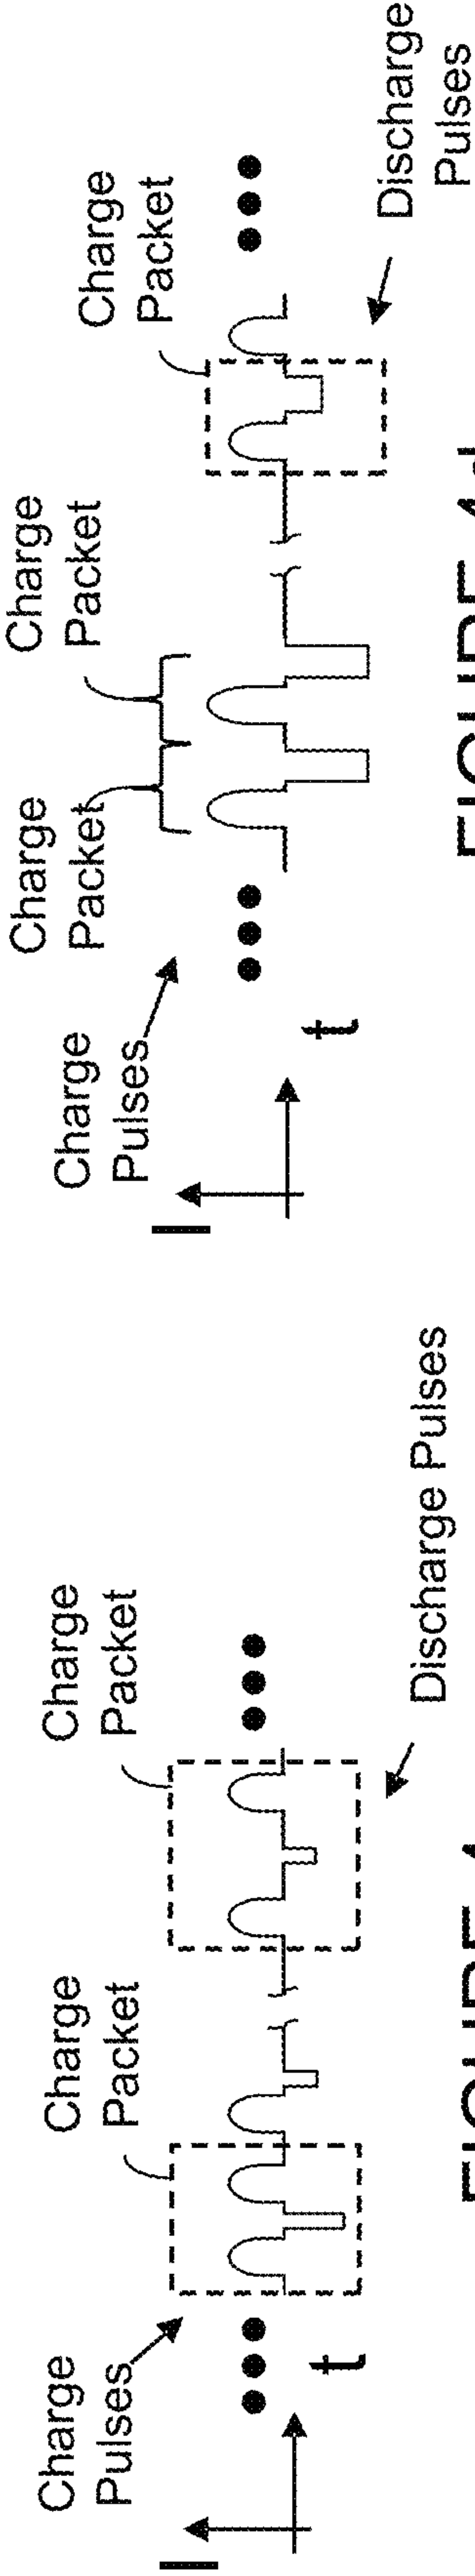 Charge
Pulses
Charge
Packet
Charge
Packet
I
t
Discharge Pulses
FIGURE 4
Charge
Pulses
Charge
Packet
Charge
Packet
Charge
Packet
I
t
Discharge
Pulses
FIGURE 4d